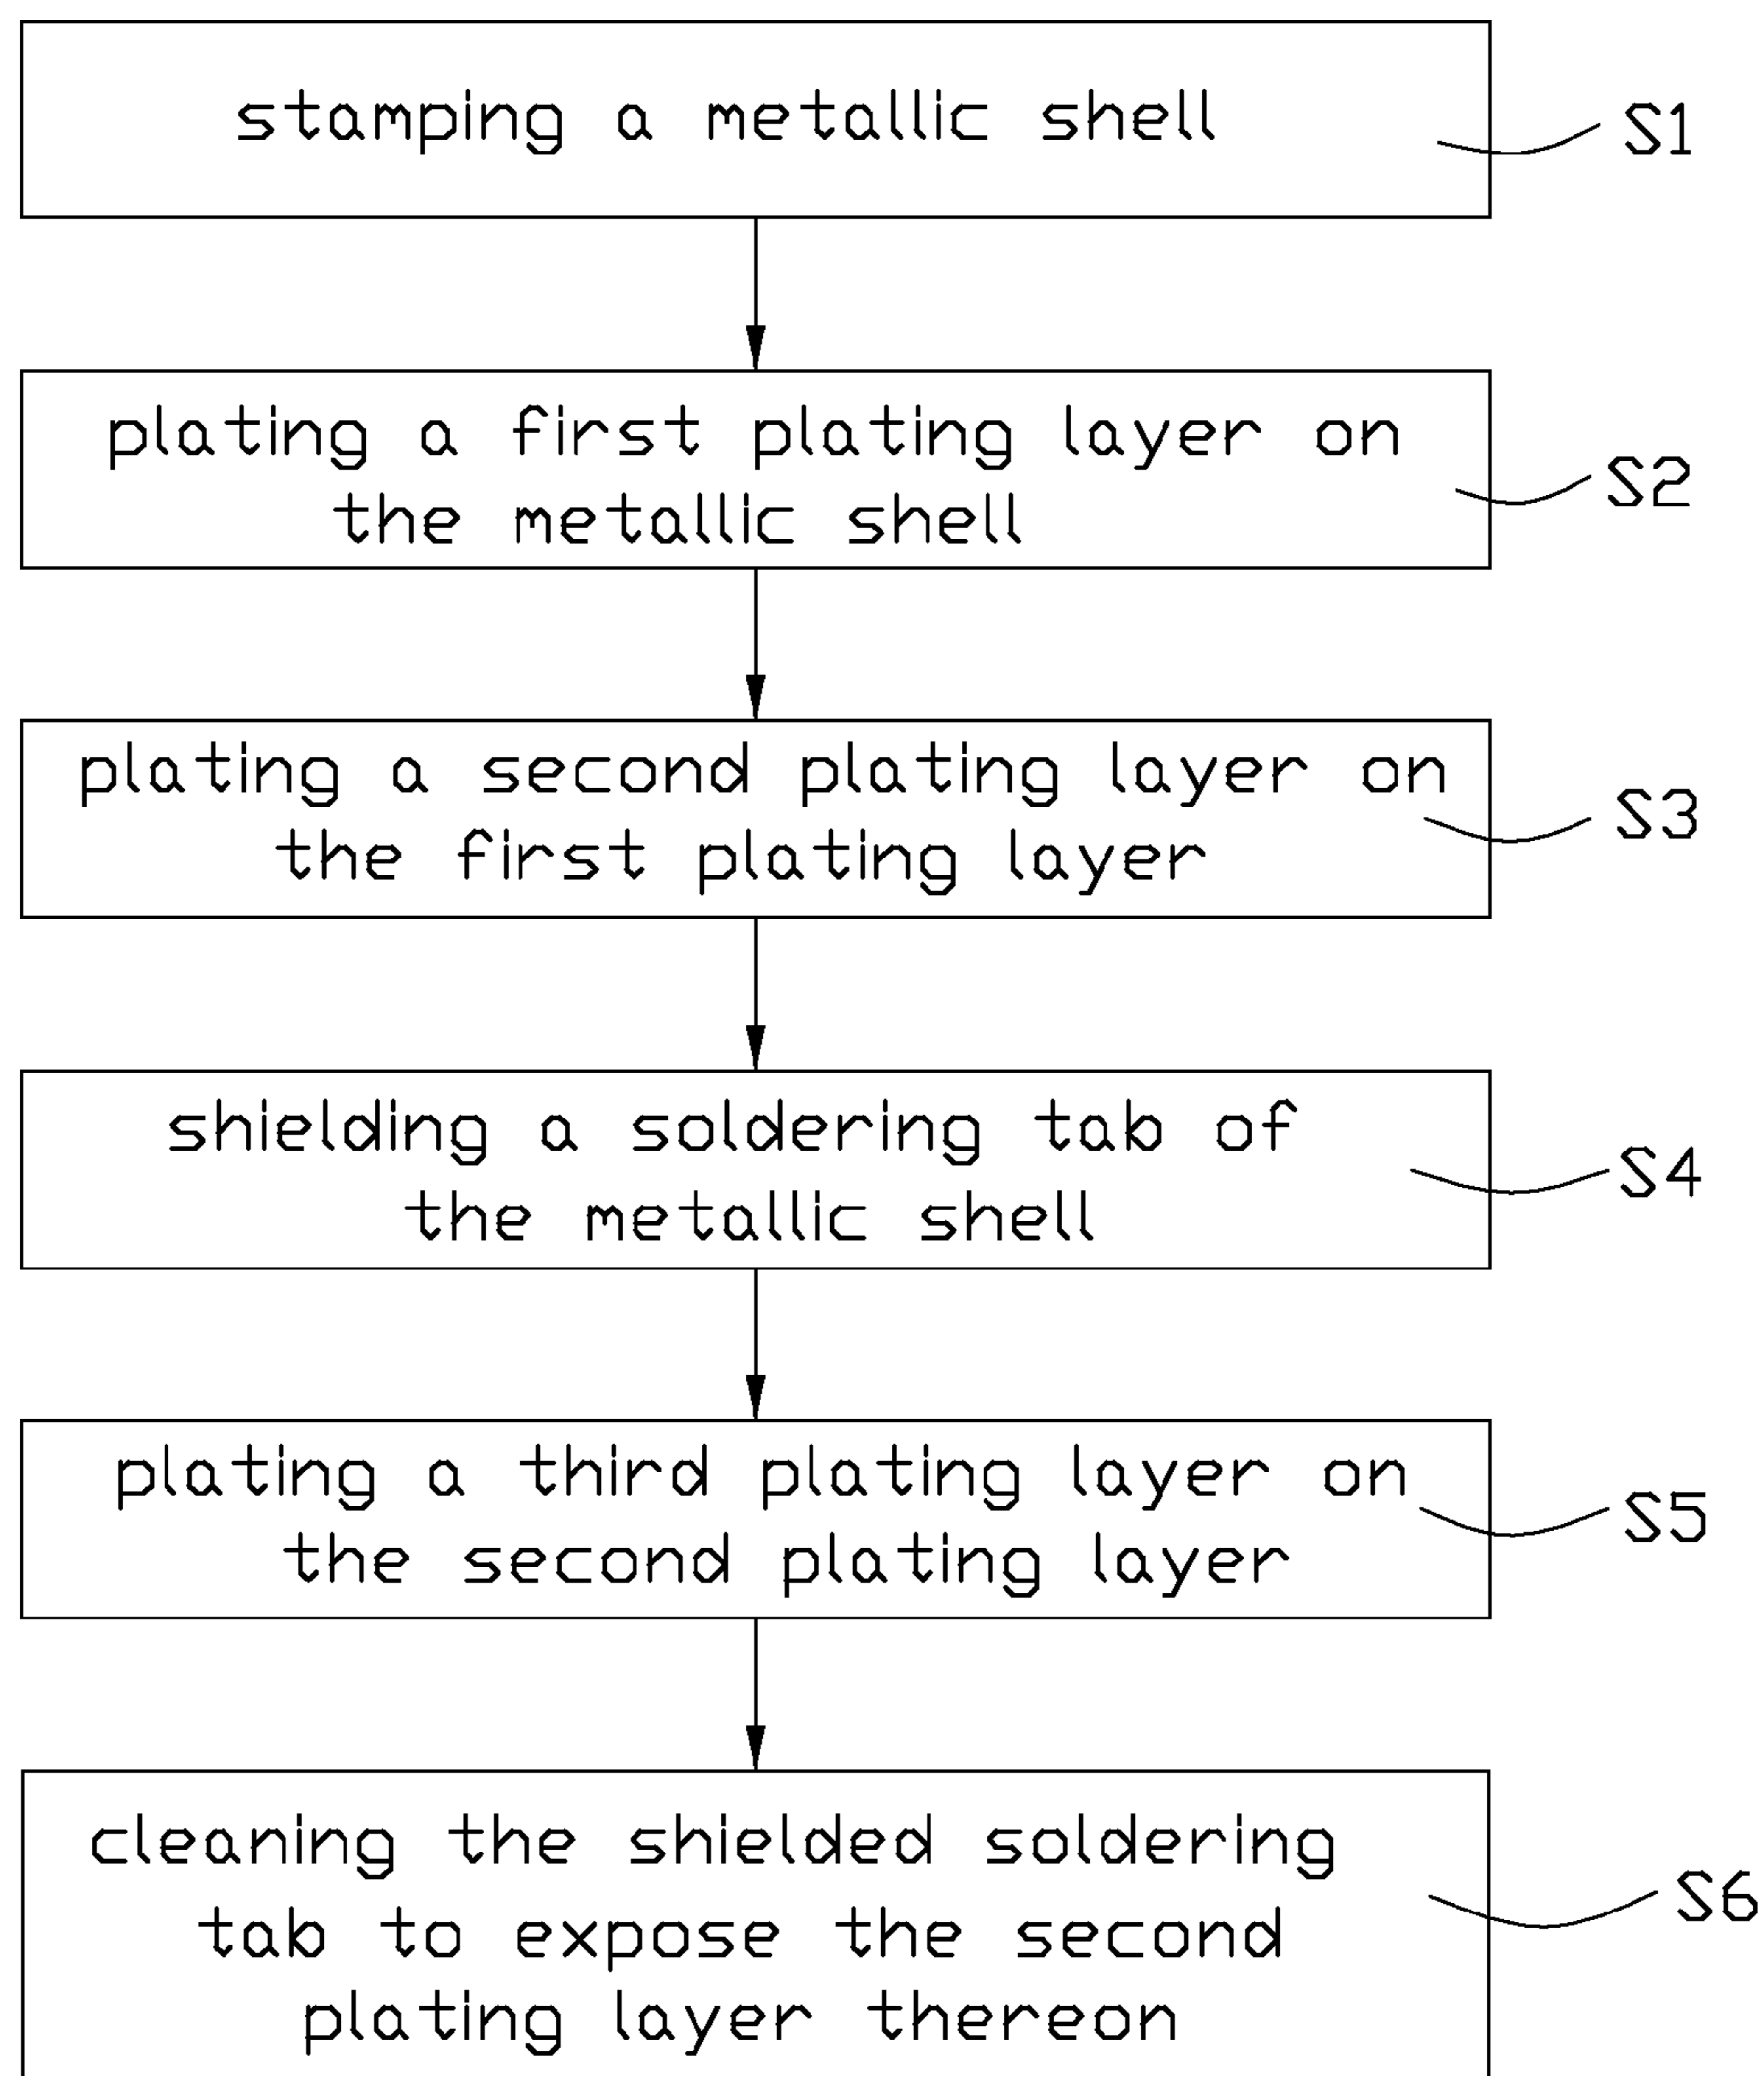 stamping a metallic shell
S1
plating a first plating layer on
the metallic shell
S2
plating a second plating layer on
the first plating layer
S3
shielding a soldering tab of
the metallic shell
S4
plating a third plating layer on
the second plating layer
S5
cleaning the shielded soldering
tab to expose the second
plating layer thereon
S6